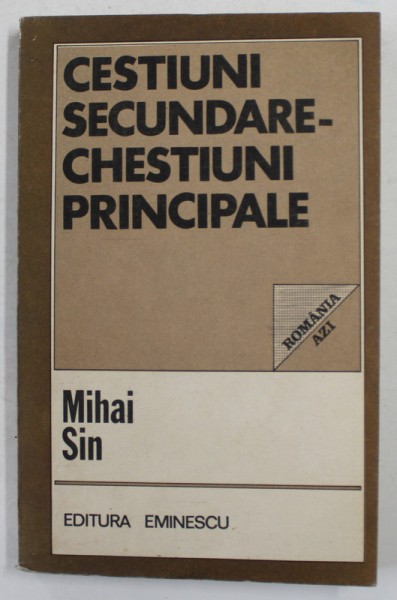 CESTIUNI
SECUNDARE-
CHESTIUNI
PRINCIPALE
ROMÂNIA
AZI
Mihai
Sin
EDITURA EMINESCU